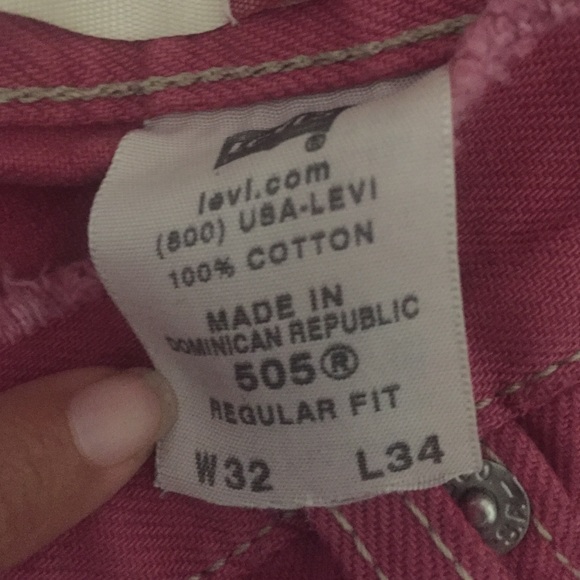 levi.com
(800) USA-LEVI
100% COTTON
MADE IN
DOMINICAN REPUBLIC
505®
REGULAR FIT
W32 L34